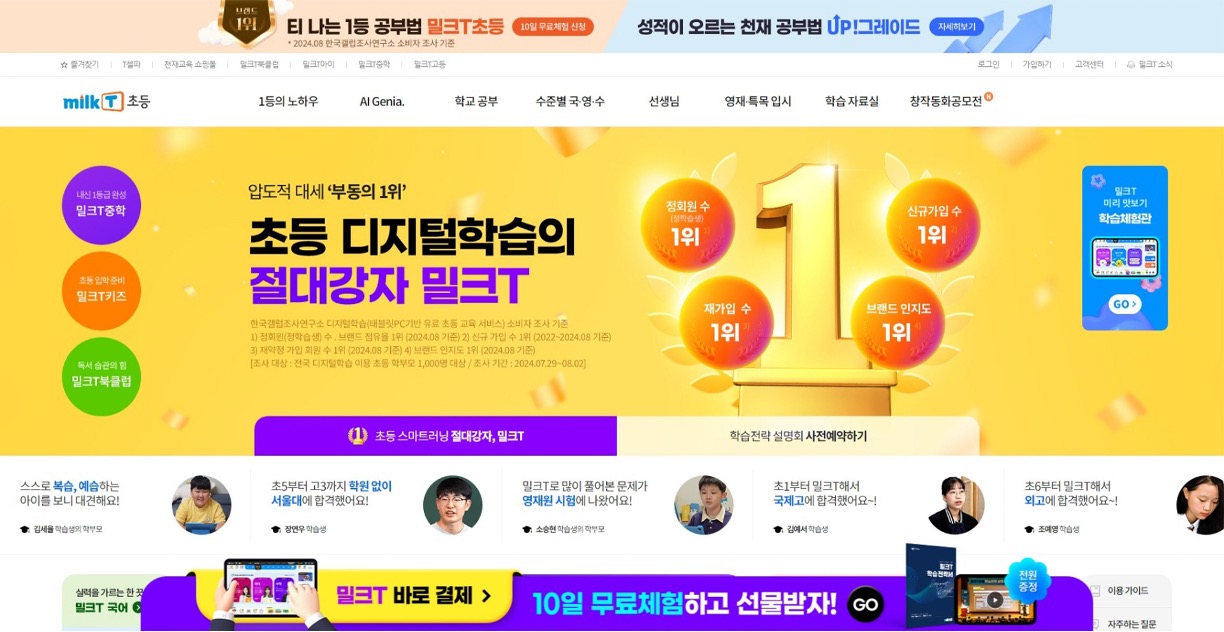 브랜드
1위
티 나는 1등 공부법 밀크T초등
10일 무료체험 신청
* 2024.08 한국갤럽조사연구소 소비자 조사 기준
성적이 오르는 천재 공부법 UP!그레이드
자세히보기
☆ 즐겨찾기
T셀파
천재교육 쇼핑몰
밀크T북클럽
밀크T아이
밀크T중학
밀크T고등
로그인
가입하기
고객센터
밀크T 소식
milk T 초등
1등의 노하우
AI Genia.
학교 공부
수준별 국·영·수
선생님
영재·특목 입시
학습 자료실
창작동화공모전 N
내신 1등급 완성
밀크T중학
초등 입학 준비
밀크T키즈
독서 습관의 힘
밀크T북클럽
압도적 대세 ‘부동의 1위’
초등 디지털학습의
절대강자 밀크T
한국갤럽조사연구소 디지털학습(태블릿PC기반 유료 초등 교육 서비스) 소비자 조사 기준
1) 정회원(정학습생) 수 . 브랜드 점유율 1위 (2024.08 기준) 2) 신규 가입 수 1위 (2022~2024.08 기준)
3) 재약정 가입 회원 수 1위 (2024.08 기준) 4) 브랜드 인지도 1위 (2024.08 기준)
[조사 대상 : 전국 디지털학습 이용 초등 학부모 1,000명 대상 / 조사 기간 : 2024.07.29~08.02]
정회원 수
(정학습생)
1위 1)
신규가입 수
1위 2)
재가입 수
1위 3)
브랜드 인지도
1위 4)
밀크T
미리 맛보기
학습체험관
GO >
1 초등 스마트러닝 절대강자, 밀크T
학습전략 설명회 사전예약하기
스스로 복습, 예습하는
아이를 보니 대견해요!
김세율 학습생의 학부모
초5부터 고3까지 학원 없이
서울대에 합격했어요!
장연우 학습생
밀크T로 많이 풀어본 문제가
영재원 시험에 나왔어요!
소승현 학습생의 학부모
초1부터 밀크T해서
국제고에 합격했어요~!
김예서 학습생
초6부터 밀크T해서
외고에 합격했어요~!
조예영 학습생
실력을 가르는 한 끗
밀크T 국어
밀크T 바로 결제 >
10일 무료체험하고 선물받자!
GO
밀크T
학습전략서
전원
증정
이용 가이드
자주하는 질문